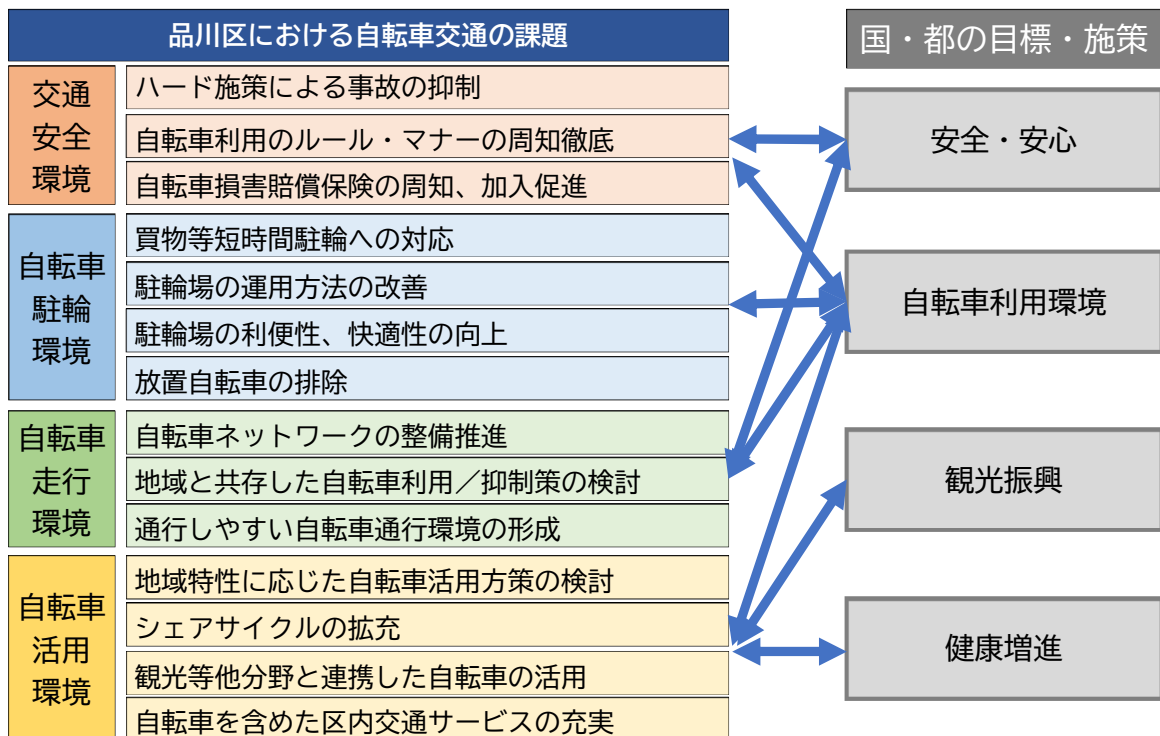 品川区における自転車交通の課題
交通
安全
環境
ハード施策による事故の抑制
自転車利用のルール・マナーの周知徹底
自転車損害賠償保険の周知、加入促進
自転車
駐輪
環境
買物等短時間駐輪への対応
駐輪場の運用方法の改善
駐輪場の利便性、快適性の向上
放置自転車の排除
自転車
走行
環境
自転車ネットワークの整備推進
地域と共存した自転車利用／抑制策の検討
通行しやすい自転車通行環境の形成
自転車
活用
環境
地域特性に応じた自転車活用方策の検討
シェアサイクルの拡充
観光等他分野と連携した自転車の活用
自転車を含めた区内交通サービスの充実
国・都の目標・施策
安全・安心
自転車利用環境
観光振興
健康増進